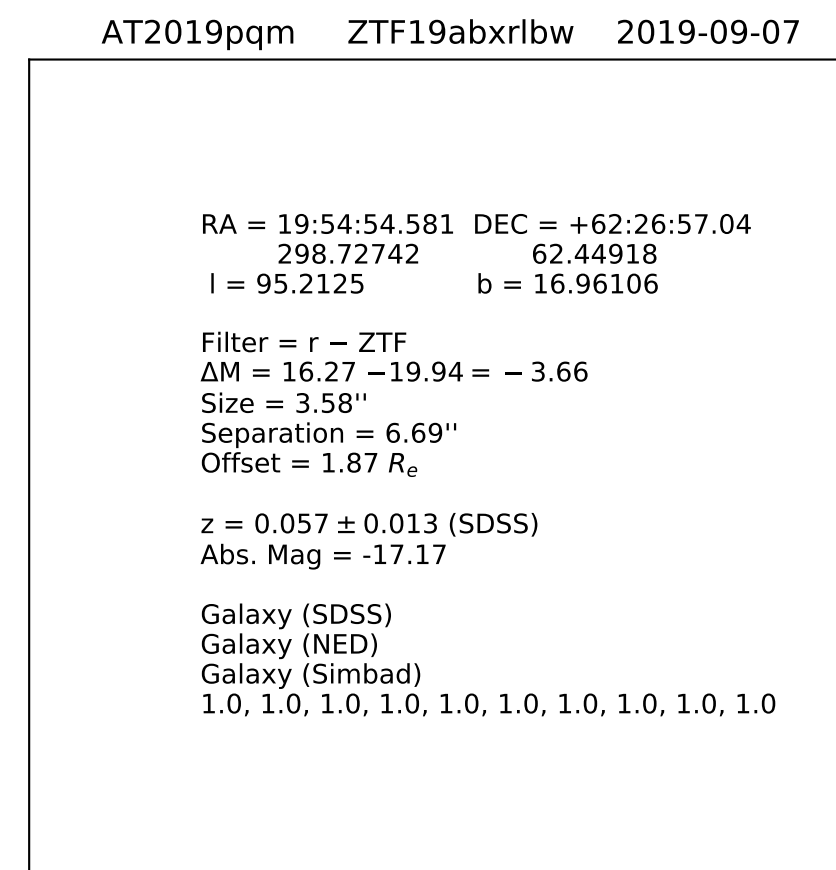 AT2019pqm ZTF19abxrlbw 2019-09-07
RA = 19:54:54.581 DEC = +62:26:57.04
298.72742 62.44918
l = 95.2125 b = 16.96106
Filter = r − ZTF
ΔM = 16.27 −19.94 = − 3.66
Size = 3.58''
Separation = 6.69''
Offset = 1.87 Re
z = 0.057 ± 0.013 (SDSS)
Abs. Mag = -17.17
Galaxy (SDSS)
Galaxy (NED)
Galaxy (Simbad)
1.0, 1.0, 1.0, 1.0, 1.0, 1.0, 1.0, 1.0, 1.0, 1.0